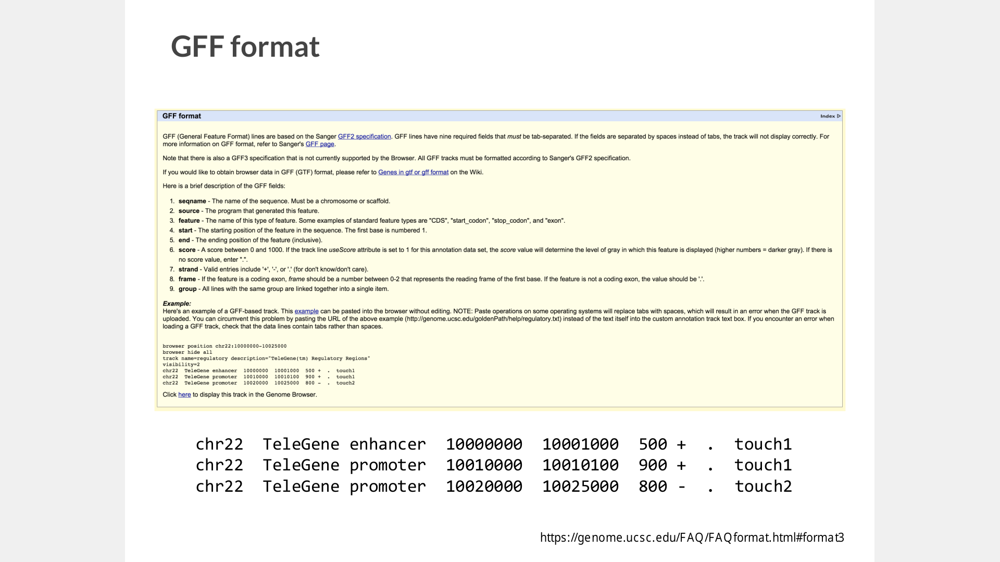 GFF format
GFF format
Index
GFF (General Feature Format) lines are based on the Sanger GFF2 specification. GFF lines have nine required fields that must be tab-separated. If the fields are separated by spaces instead of tabs, the track will not display correctly. For
more information on GFF format, refer to Sanger's GFF page.
Note that there is also a GFF3 specification that is not currently supported by the Browser. All GFF tracks must be formatted according to Sanger's GFF2 specification.
If you would like to obtain browser data in GFF (GTF) format, please refer to Genes in gtf or gff format on the Wiki.
Here is a brief description of the GFF fields:
1. seqname - The name of the sequence. Must be a chromosome or scaffold.
2. source - The program that generated this feature.
3. feature - The name of this type of feature. Some examples of standard feature types are "CDS", "start_codon", "stop_codon", and "exon".
4. start - The starting position of the feature in the sequence. The first base is numbered 1.
5. end - The ending position of the feature (inclusive).
6. score - A score between 0 and 1000. If the track line useScore attribute is set to 1 for this annotation data set, the score value will determine the level of gray in which this feature is displayed (higher numbers = darker gray). If there is
no score value, enter ".".
7. strand - Valid entries include '+', '-', or '.' (for don't know/don't care).
8. frame - If the feature is a coding exon, frame should be a number between 0-2 that represents the reading frame of the first base. If the feature is not a coding exon, the value should be '.'.
9. group - All lines with the same group are linked together into a single item.
Example:
Here's an example of a GFF-based track. This example can be pasted into the browser without editing. NOTE: Paste operations on some operating systems will replace tabs with spaces, which will result in an error when the GFF track is
uploaded. You can circumvent this problem by pasting the URL of the above example (http://genome.ucsc.edu/goldenPath/help/regulatory.txt) instead of the text itself into the custom annotation track text box. If you encounter an error when
loading a GFF track, check that the data lines contain tabs rather than spaces.
browser position chr22:10000000-10025000
browser hide all
track name=regulatory description="TeleGene(tm) Regulatory Regions"
visibility=2
chr22  TeleGene enhancer  10000000  10001000  500 +  .  touch1
chr22  TeleGene promoter  10010000  10010100  900 +  .  touch1
chr22  TeleGene promoter  10020000  10025000  800 -  .  touch2
Click here to display this track in the Genome Browser.
chr22  TeleGene enhancer  10000000  10001000  500 +  .  touch1
chr22  TeleGene promoter  10010000  10010100  900 +  .  touch1
chr22  TeleGene promoter  10020000  10025000  800 -  .  touch2
https://genome.ucsc.edu/FAQ/FAQformat.html#format3